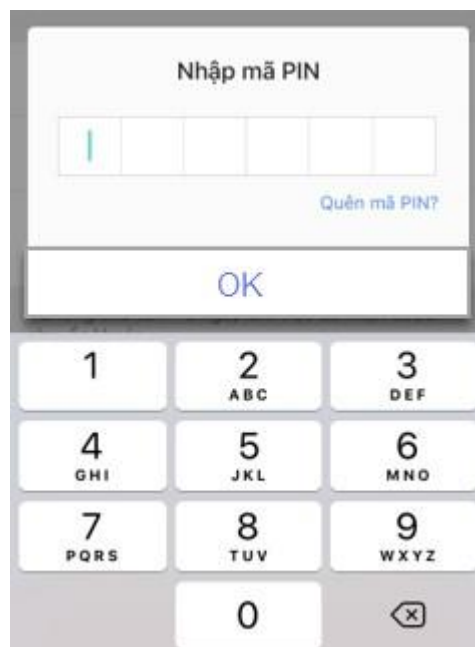 Nhập mã PIN
Quên mã PIN?
OK
1 2 3
ABC DEF
4 5 6
GHI JKL MNO
7 8 9
PQRS TUV WXYZ
0